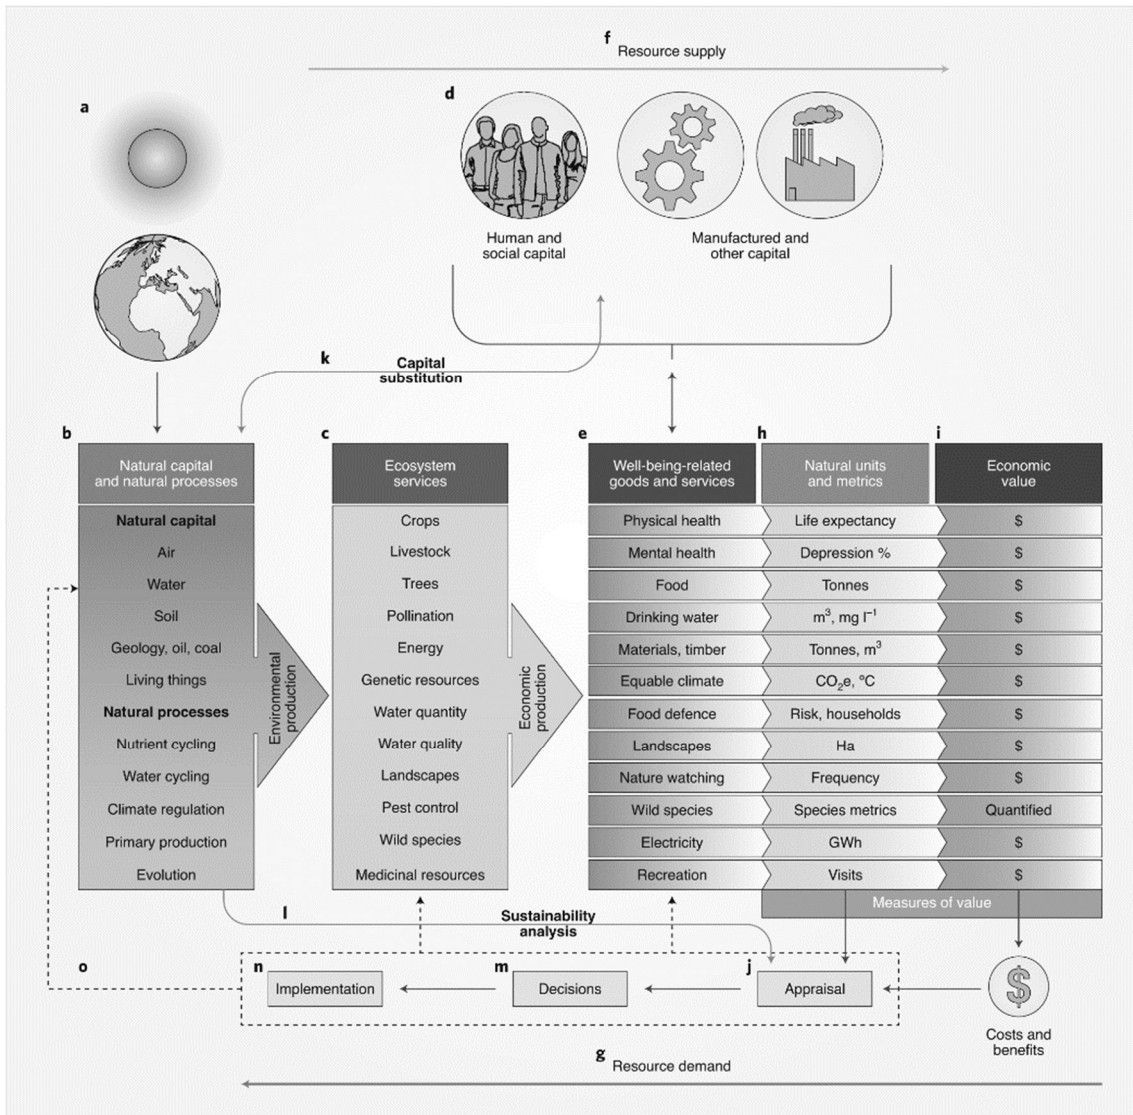 f
Resource supply
a
d
Human and
social capital
Manufactured and
other capital
k
Capital
substitution
b
Natural capital
and natural processes
Natural capital
Air
Water
Soil
Geology, oil, coal
Living things
Natural processes
Nutrient cycling
Water cycling
Climate regulation
Primary production
Evolution
Environmental
production
c
Ecosystem
services
Crops
Livestock
Trees
Pollination
Energy
Genetic resources
Water quantity
Water quality
Landscapes
Pest control
Wild species
Medicinal resources
Economic
production
e
Well-being-related
goods and services
h
Natural units
and metrics
i
Economic
value
Physical health
Life expectancy
$
Mental health
Depression %
$
Food
Tonnes
$
Drinking water
m³, mg l⁻¹
$
Materials, timber
Tonnes, m³
$
Equable climate
CO₂e, °C
$
Food defence
Risk, households
$
Landscapes
Ha
$
Nature watching
Frequency
$
Wild species
Species metrics
Quantified
Electricity
GWh
$
Recreation
Visits
$
Measures of value
l
Sustainability
analysis
o
n
Implementation
m
Decisions
j
Appraisal
$
Costs and
benefits
g
Resource demand